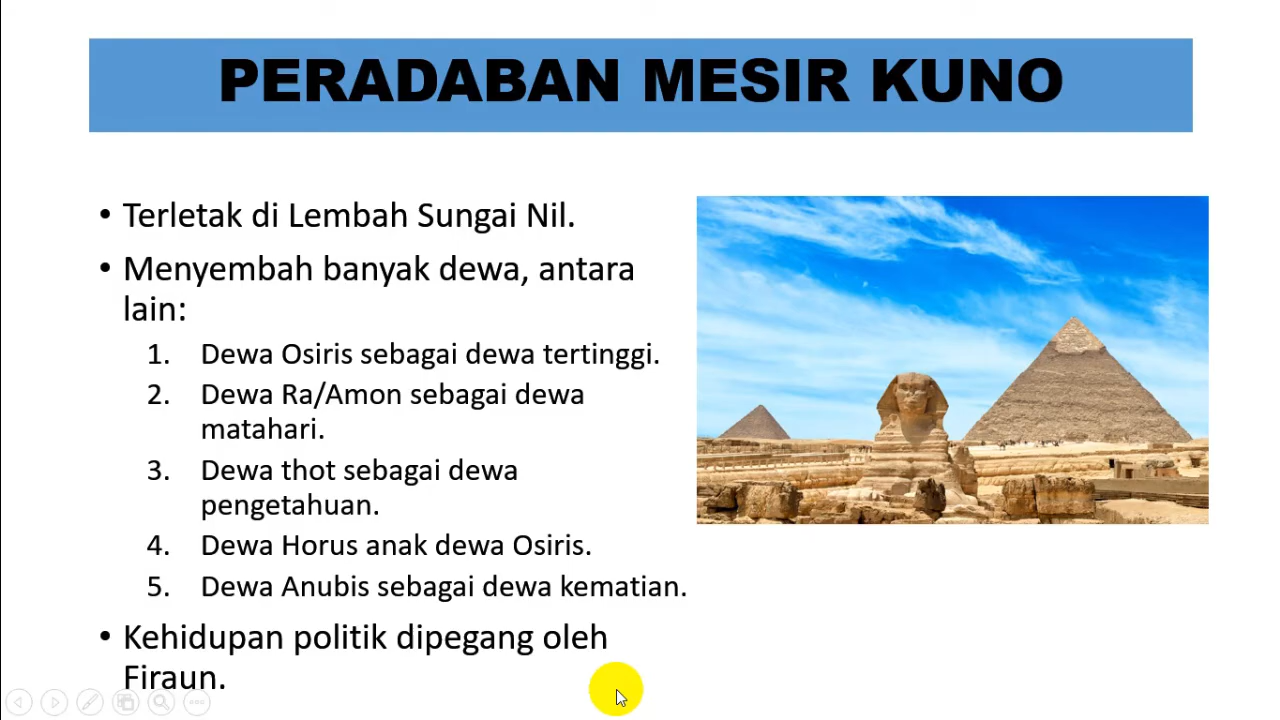 PERADABAN MESIR KUNO
• Terletak di Lembah Sungai Nil.
• Menyembah banyak dewa, antara
lain:
1. Dewa Osiris sebagai dewa tertinggi.
2. Dewa Ra/Amon sebagai dewa
matahari.
3. Dewa thot sebagai dewa
pengetahuan.
4. Dewa Horus anak dewa Osiris.
5. Dewa Anubis sebagai dewa kematian.
• Kehidupan politik dipegang oleh
Firaun.